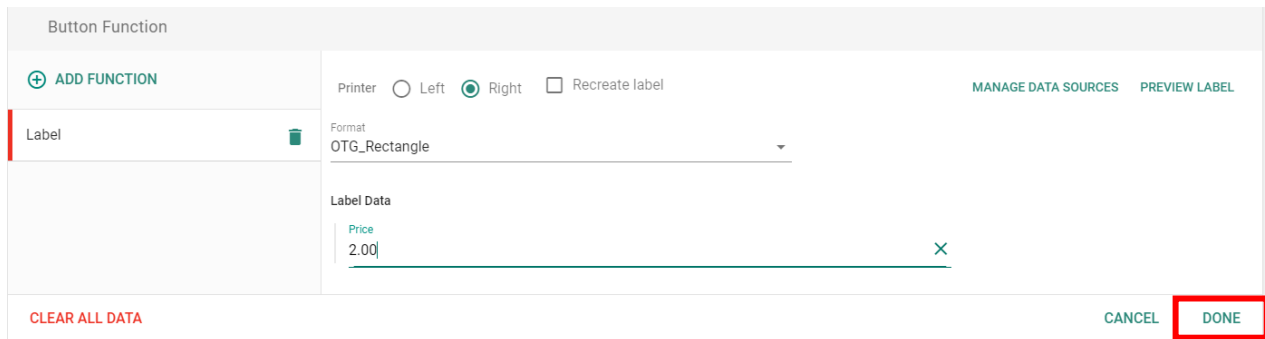 Button Function
ADD FUNCTION
Printer Left Right Recreate label MANAGE DATA SOURCES PREVIEW LABEL
Label
Format
OTG_Rectangle
Label Data
Price
2.00
CLEAR ALL DATA CANCEL DONE